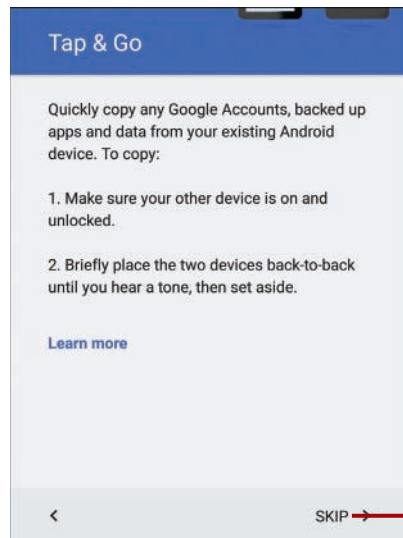 Tap & Go
Quickly copy any Google Accounts, backed up
apps and data from your existing Android
device. To copy:
1. Make sure your other device is on and
unlocked.
2. Briefly place the two devices back-to-back
until you hear a tone, then set aside.
Learn more
SKIP